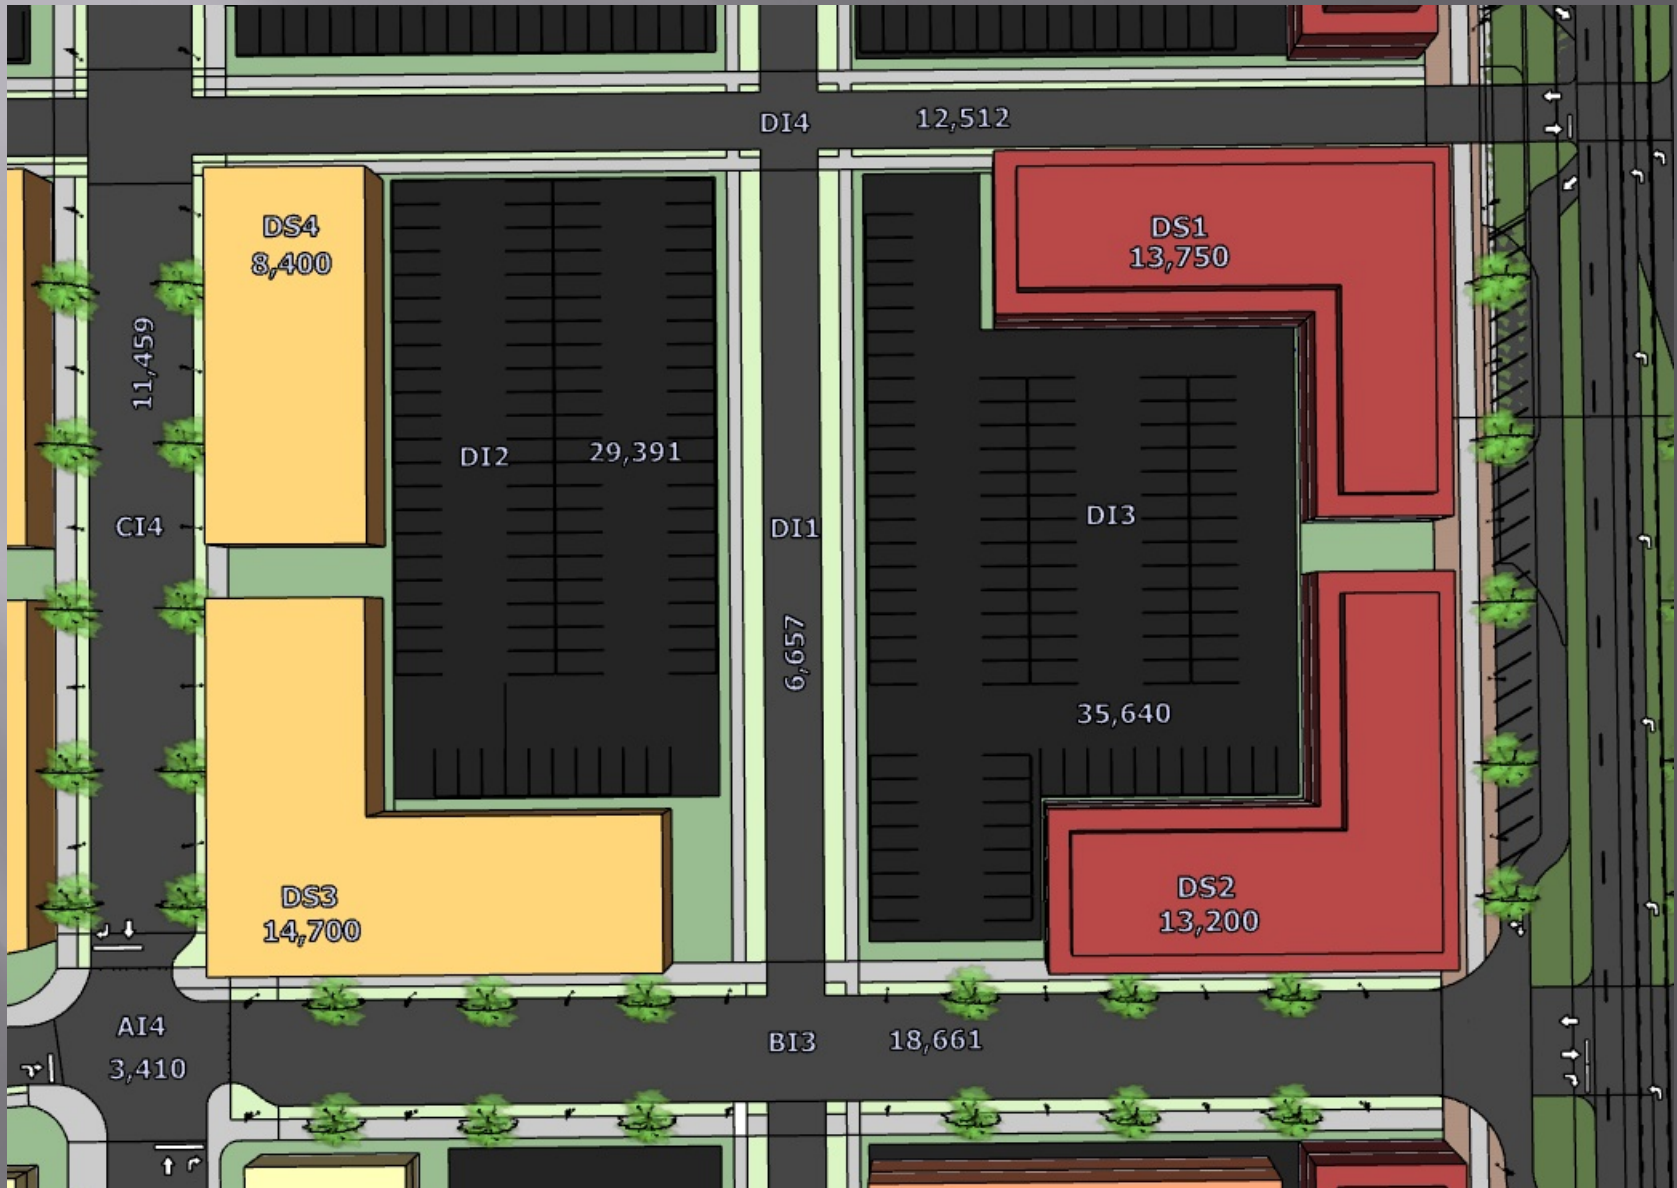 DI4 12,512
DS4
8,400
DS1
13,750
11,459
DI2 29,391
CI4
DI1
DI3
6,657
35,640
DS3
14,700
DS2
13,200
AI4
3,410
BI3 18,661